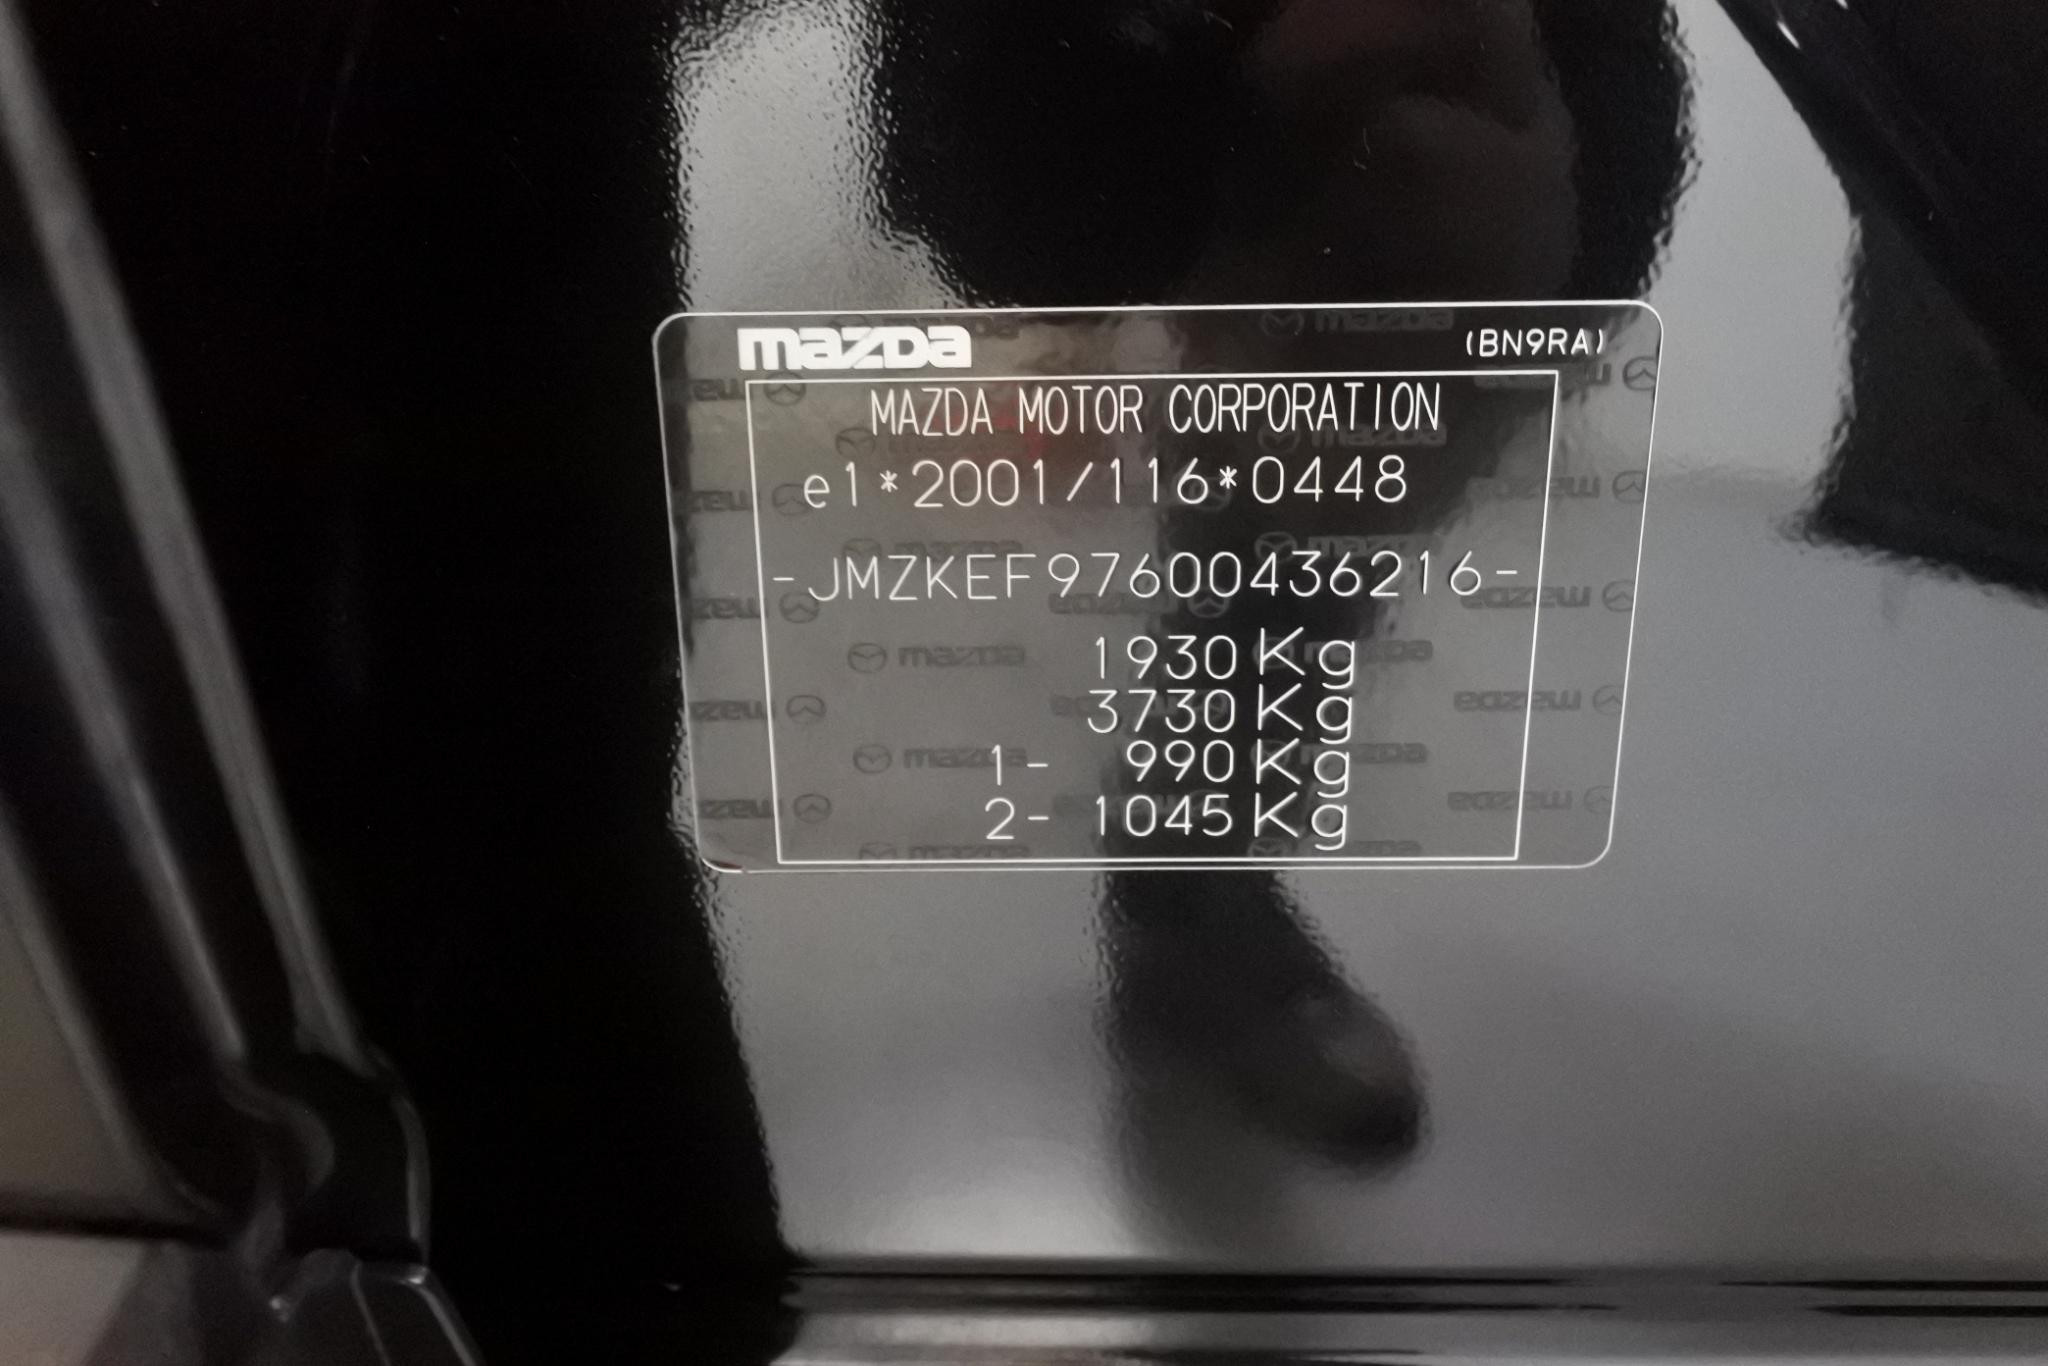 mazda (BN9RA)
MAZDA MOTOR CORPORATION
e1*2001/116*0448
-JMZKEF97600436216-
1930 Kg
3730 Kg
1- 990 Kg
2- 1045 Kg